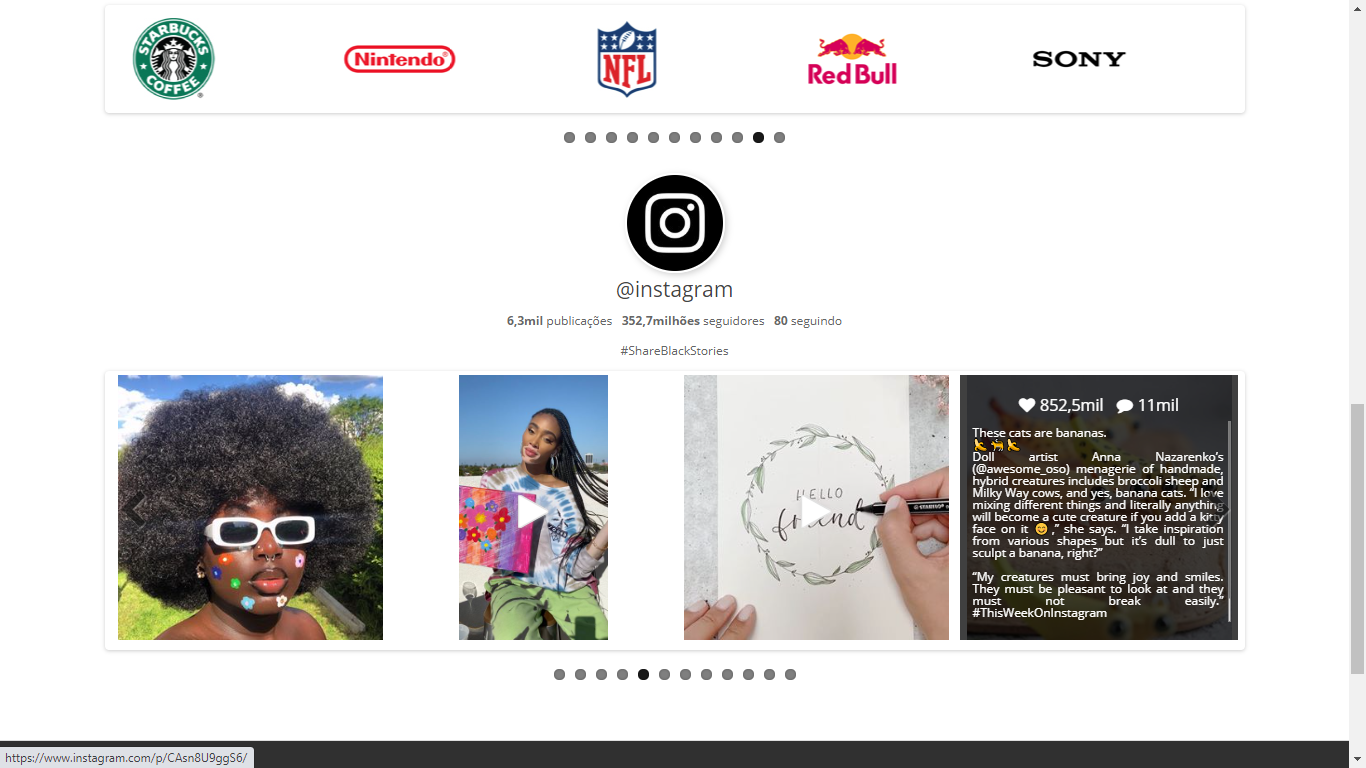 STARBUCKS
COFFEE
®
Nintendo®
NFL
Red Bull
SONY
@instagram
6,3mil publicações 352,7milhões seguidores 80 seguindo
#ShareBlackStories
HELLO
friend
STABILO
852,5mil 11mil
These cats are bananas.
🍌🐈🍌
Doll artist Anna Nazarenko’s
(@awesome_oso) menagerie of handmade,
hybrid creatures includes broccoli sheep and
Milky Way cows, and yes, banana cats. “I love
mixing different things and literally anything
will become a cute creature if you add a kitty
face on it 😊,” she says. “I take inspiration
from various shapes but it’s dull to just
sculpt a banana, right?”
“My creatures must bring joy and smiles.
They must be pleasant to look at and they
must not break easily.”
#ThisWeekOnInstagram
https://www.instagram.com/p/CAsn8U9ggS6/